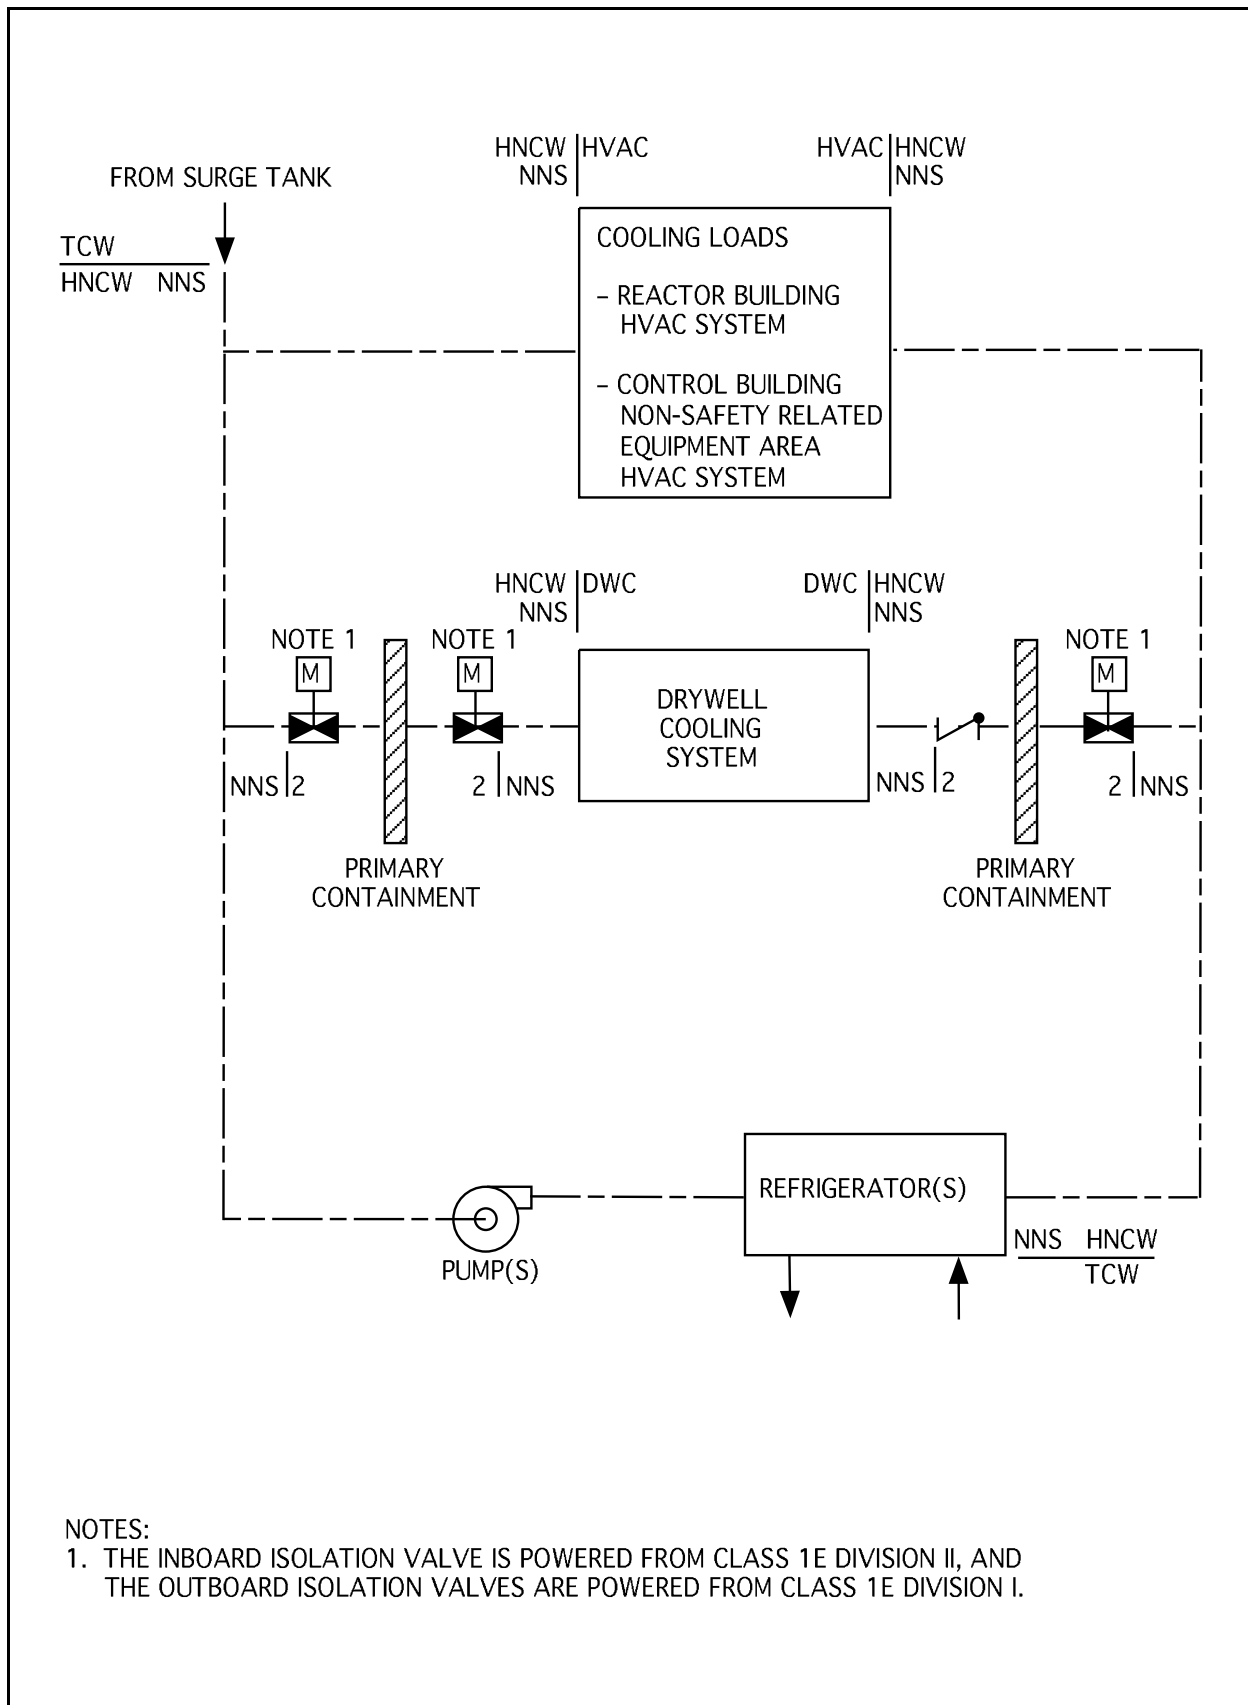 HNCW HVAC
NNS
HVAC HNCW
NNS
FROM SURGE TANK
TCW
HNCW NNS
COOLING LOADS
– REACTOR BUILDING
HVAC SYSTEM
– CONTROL BUILDING
NON-SAFETY RELATED
EQUIPMENT AREA
HVAC SYSTEM
HNCW DWC
NNS
DWC HNCW
NNS
NOTE 1
M
NOTE 1
M
NOTE 1
M
DRYWELL
COOLING
SYSTEM
NNS 2
2 NNS
NNS 2
2 NNS
PRIMARY
CONTAINMENT
PRIMARY
CONTAINMENT
REFRIGERATOR(S)
PUMP(S)
NNS HNCW
TCW
NOTES:
1. THE INBOARD ISOLATION VALVE IS POWERED FROM CLASS 1E DIVISION II, AND
THE OUTBOARD ISOLATION VALVES ARE POWERED FROM CLASS 1E DIVISION I.